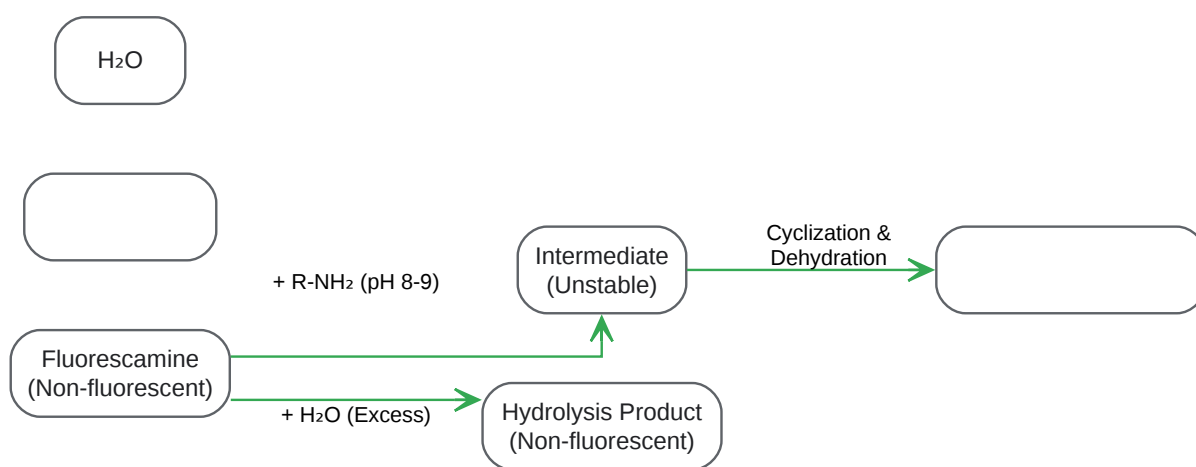 H₂O
+ R-NH₂ (pH 8-9)
Intermediate
(Unstable)
Cyclization &
Dehydration
Fluorescamine
(Non-fluorescent)
+ H₂O (Excess)
Hydrolysis Product
(Non-fluorescent)